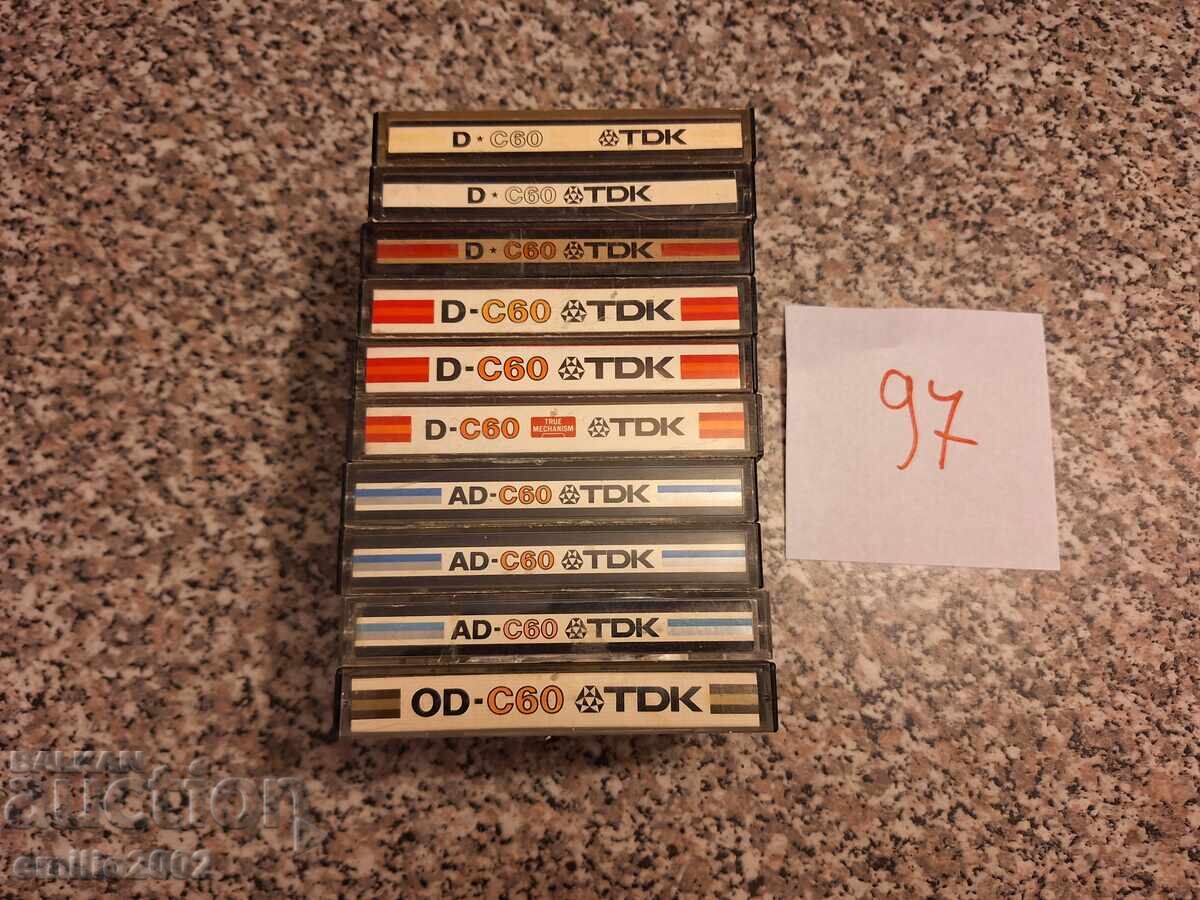 D★C60 TDK
D★C60 TDK
D★C60 TDK
D-C60 TDK
D-C60 TDK
D-C60 TRUE MECHANISM TDK
AD-C60 TDK
AD-C60 TDK
AD-C60 TDK
OD-C60 TDK
97
BALKAN
auction
emilio2002